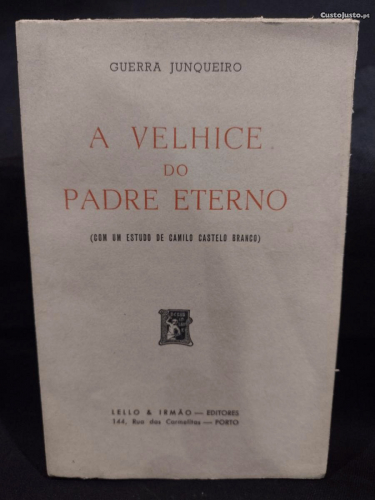 CustoJusto.pt
GUERRA JUNQUEIRO
A VELHICE
DO
PADRE ETERNO
(COM UM ESTUDO DE CAMILO CASTELO BRANCO)
LELLO & IRMÃO — EDITORES
144, Rua das Carmelitas — PORTO